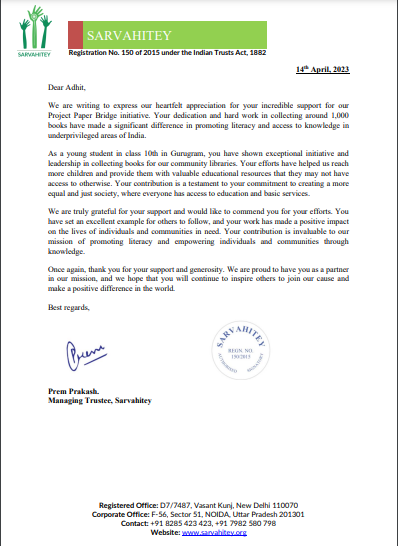 SARVAHITEY
SARVAHITEY
Registration No. 150 of 2015 under the Indian Trusts Act, 1882
14th April, 2023
Dear Adhit,
We are writing to express our heartfelt appreciation for your incredible support for our
Project Paper Bridge initiative. Your dedication and hard work in collecting around 1,000
books have made a significant difference in promoting literacy and access to knowledge in
underprivileged areas of India.
As a young student in class 10th in Gurugram, you have shown exceptional initiative and
leadership in collecting books for our community libraries. Your efforts have helped us reach
more children and provide them with valuable educational resources that they may not have
access to otherwise. Your contribution is a testament to your commitment to creating a more
equal and just society, where everyone has access to education and basic services.
We are truly grateful for your support and would like to commend you for your efforts. You
have set an excellent example for others to follow, and your work has made a positive impact
on the lives of individuals and communities in need. Your contribution is invaluable to our
mission of promoting literacy and empowering individuals and communities through
knowledge.
Once again, thank you for your support and generosity. We are proud to have you as a partner
in our mission, and we hope that you will continue to inspire others to join our cause and
make a positive difference in the world.
Best regards,
Prem
SARVAHITEY
REGN. NO.
150/2015
AUTHORISED SIGNATORY
Prem Prakash.
Managing Trustee, Sarvahitey
Registered Office: D7/7487, Vasant Kunj, New Delhi 110070
Corporate Office: F-56, Sector 51, NOIDA, Uttar Pradesh 201301
Contact: +91 8285 423 423, +91 7982 580 798
Website: www.sarvahitey.org